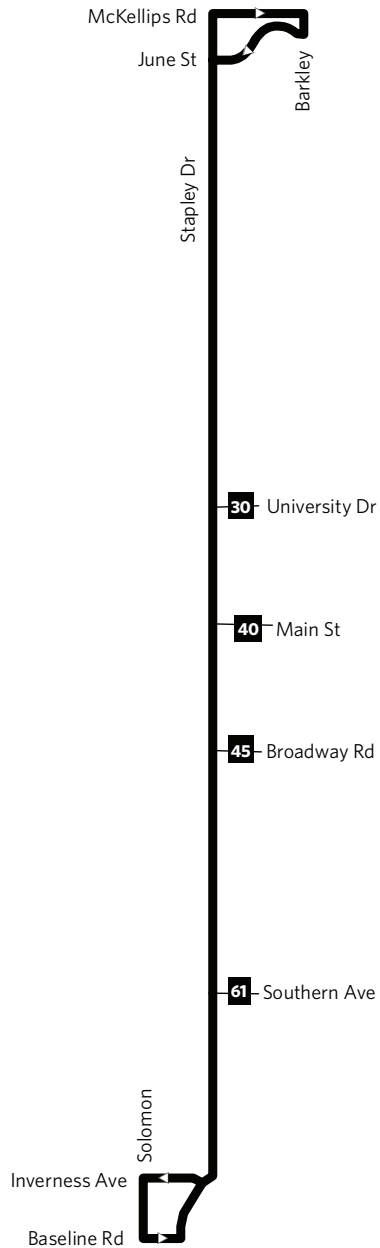 McKellips Rd
June St
Barkley
Stapley Dr
30 University Dr
40 Main St
45 Broadway Rd
61 Southern Ave
Solomon
Inverness Ave
Baseline Rd